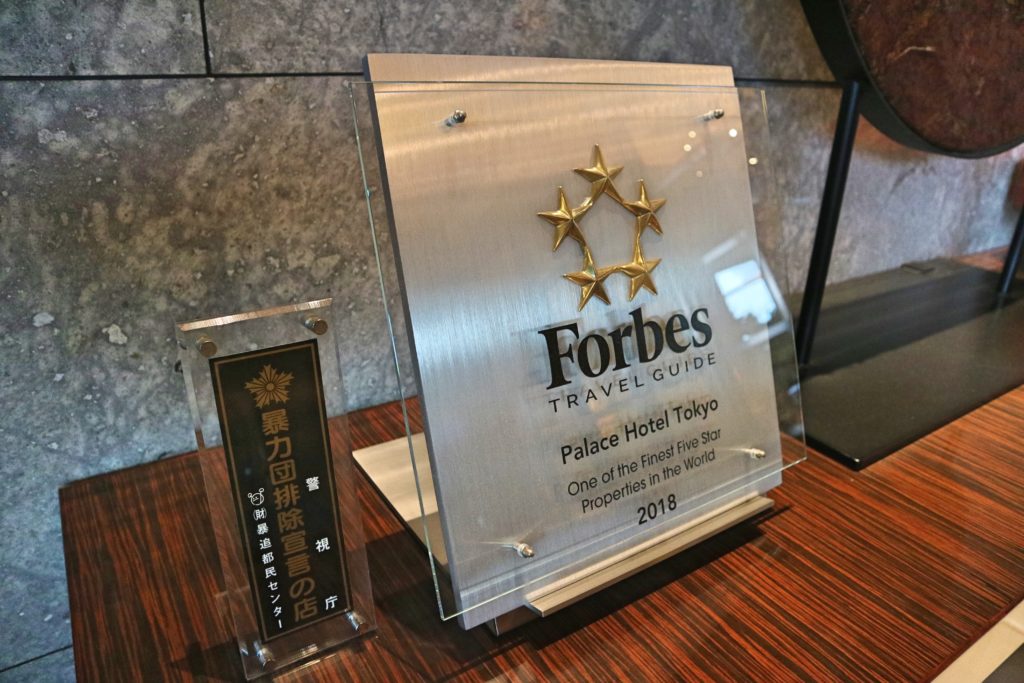 暴力団排除宣言の店
警視庁
㈶暴追都民センター
Forbes
TRAVEL GUIDE
Palace Hotel Tokyo
One of the Finest Five Star
Properties in the World
2018